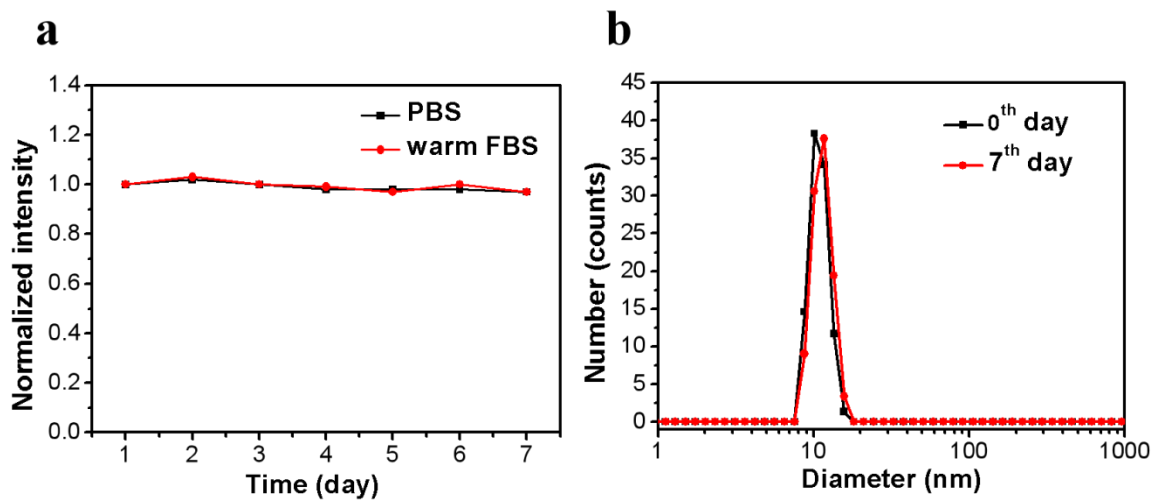 a
1.4
1.2
1.0
0.8
0.6
0.4
0.2
0.0
Normalized intensity
PBS
warm FBS
1 2 3 4 5 6 7
Time (day)
b
45
40
35
30
25
20
15
10
5
0
Number (counts)
0th day
7th day
1 10 100 1000
Diameter (nm)